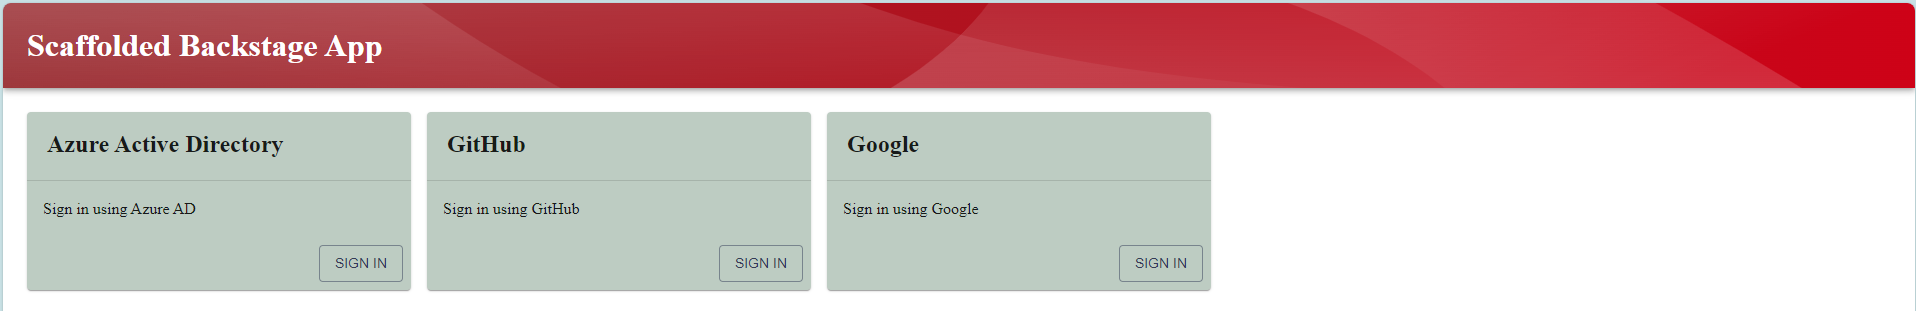 Scaffolded Backstage App
Azure Active Directory
Sign in using Azure AD
SIGN IN
GitHub
Sign in using GitHub
SIGN IN
Google
Sign in using Google
SIGN IN